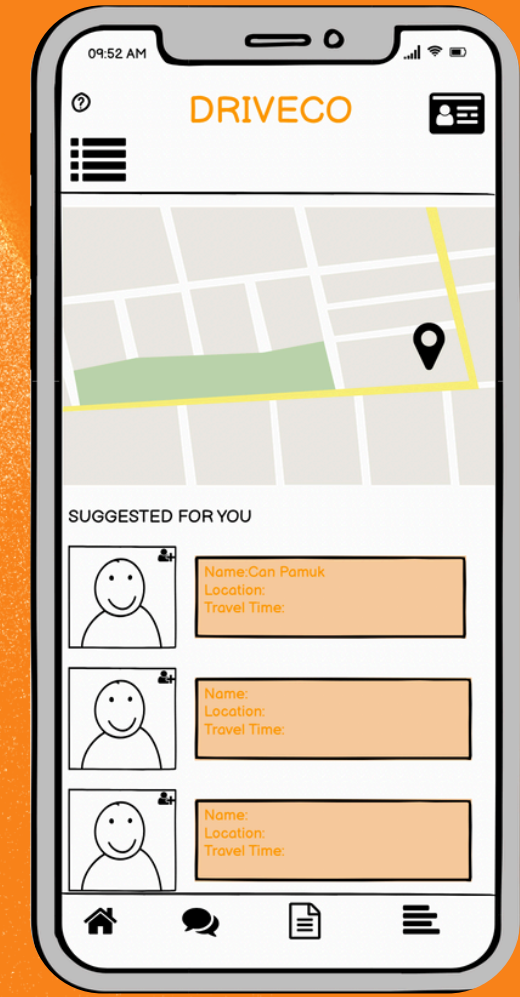 09:52 AM
DRIVECO
SUGGESTED FOR YOU
Name:Can Pamuk
Location:
Travel Time:
Name:
Location:
Travel Time:
Name:
Location:
Travel Time: